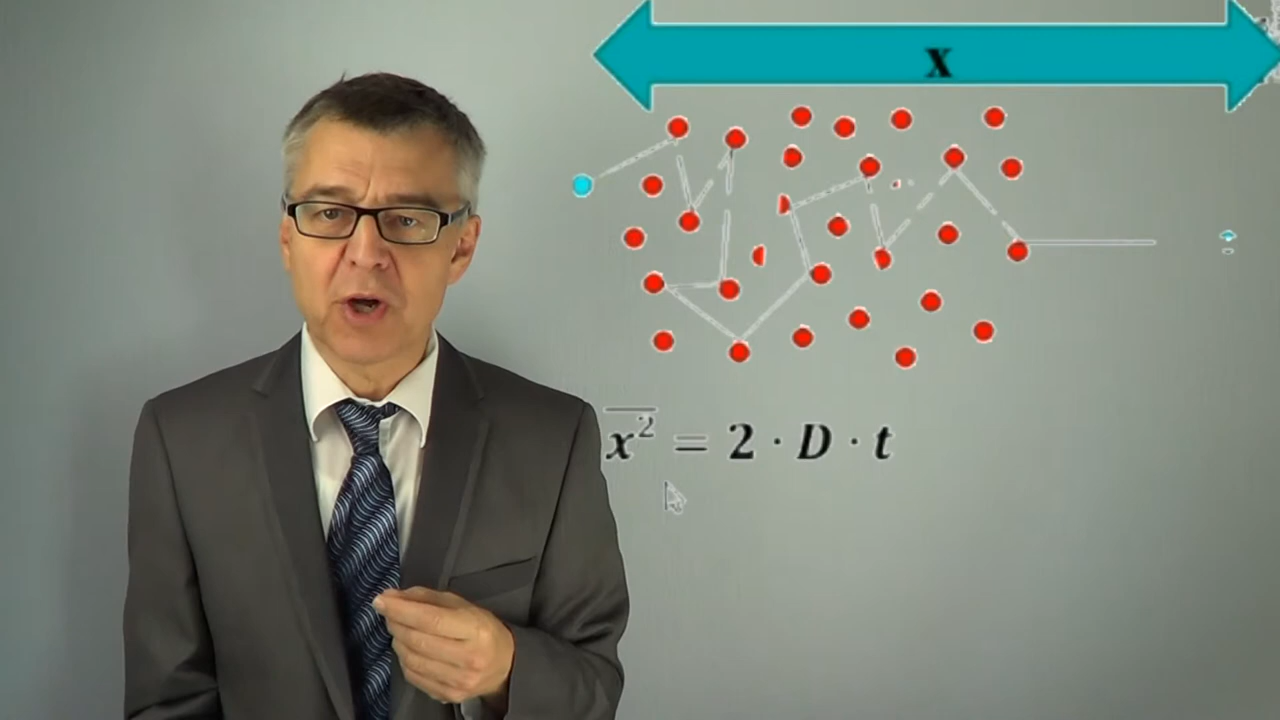 x
x² = 2 · D · t